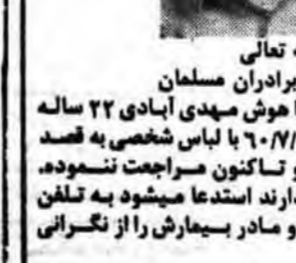 تعالی
برادران مسلمان
هوش مهدی آبادی ۲۲ ساله
۶۰/۷/ با لباس شخصی به قصد
و تاکنون مراجعت ننموده.
دارند استدعا میشود به تلفن
و مادر بیمارش را از نگرانی